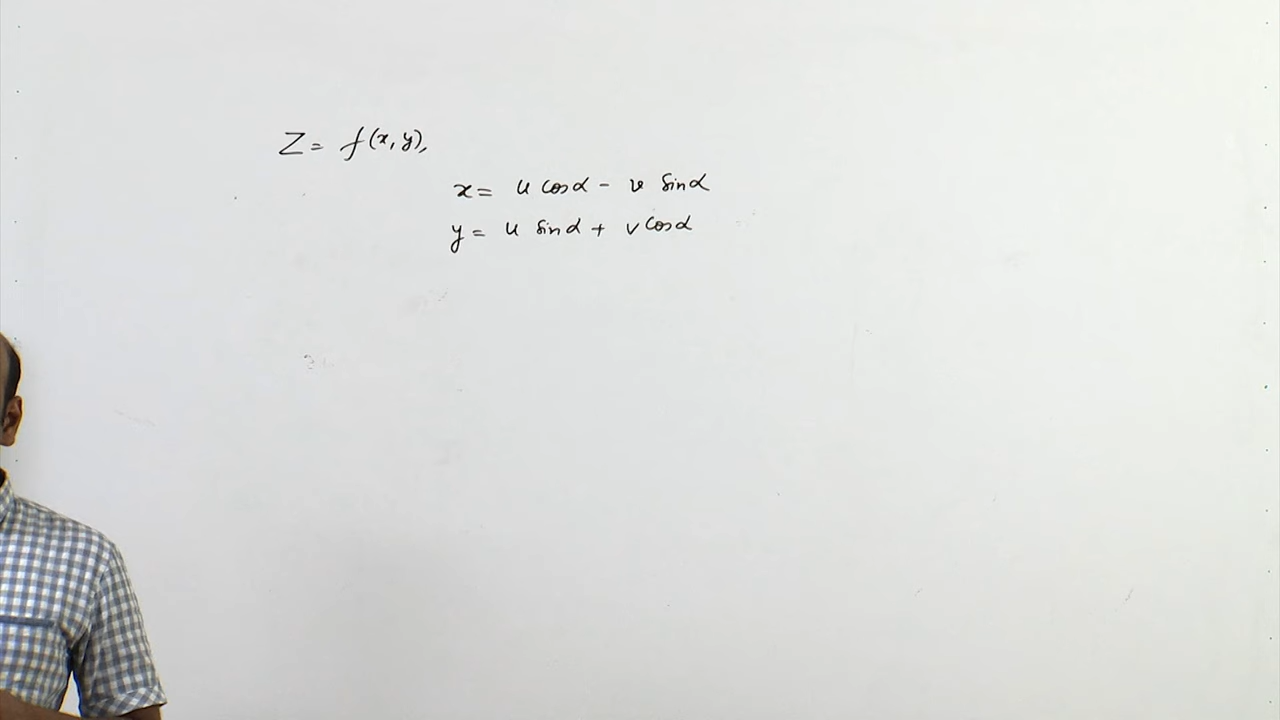 Z = f(x, y),
x = u cosα - v sinα
y = u sinα + v cosα